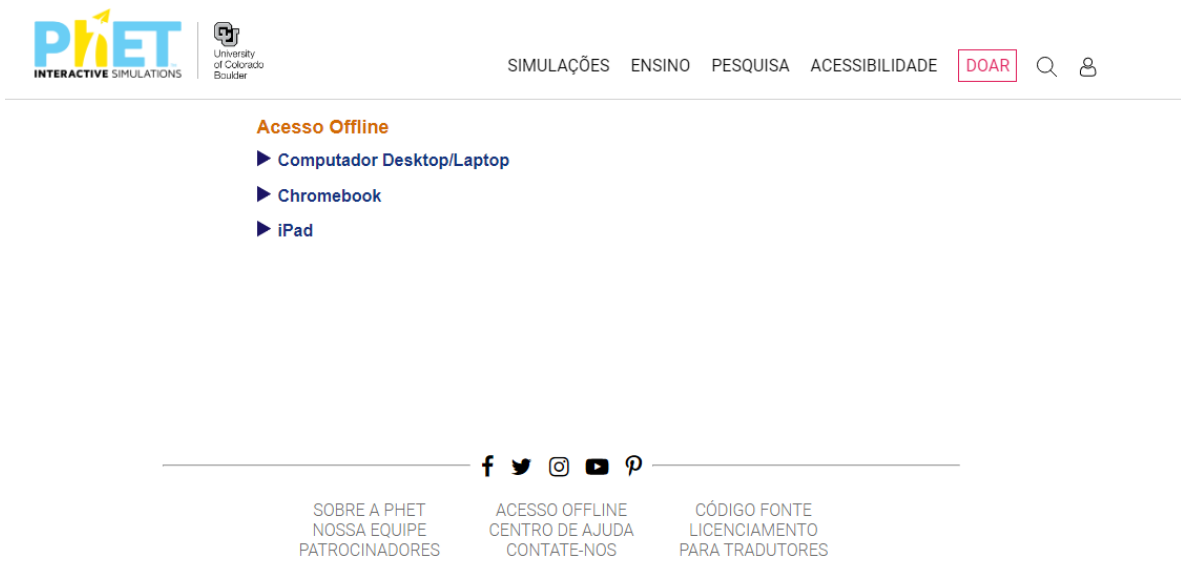 PhET
INTERACTIVE SIMULATIONS
University
of Colorado
Boulder
SIMULAÇÕES ENSINO PESQUISA ACESSIBILIDADE DOAR
Acesso Offline
Computador Desktop/Laptop
Chromebook
iPad
SOBRE A PHET ACESSO OFFLINE CÓDIGO FONTE
NOSSA EQUIPE CENTRO DE AJUDA LICENCIAMENTO
PATROCINADORES CONTATE-NOS PARA TRADUTORES